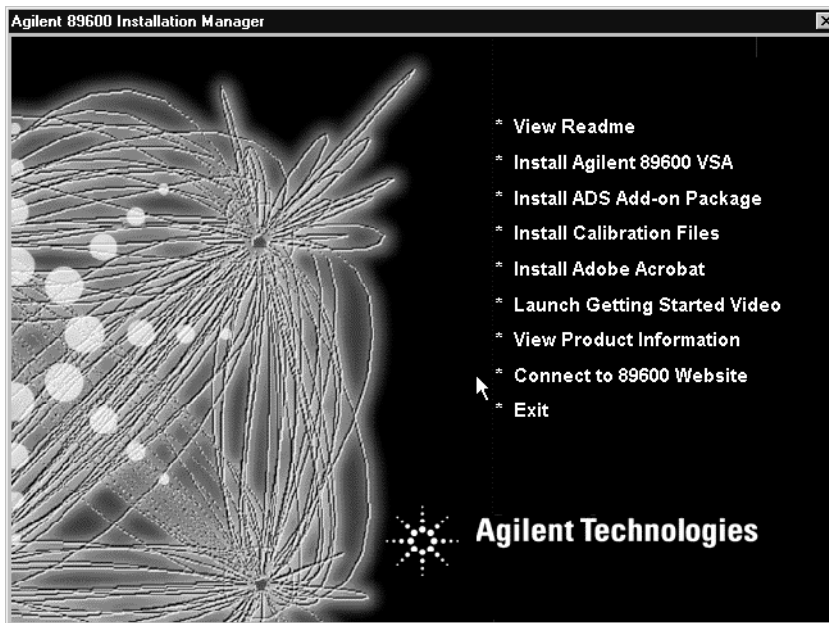 Agilent 89600 Installation Manager
* View Readme
* Install Agilent 89600 VSA
* Install ADS Add-on Package
* Install Calibration Files
* Install Adobe Acrobat
* Launch Getting Started Video
* View Product Information
* Connect to 89600 Website
* Exit
Agilent Technologies